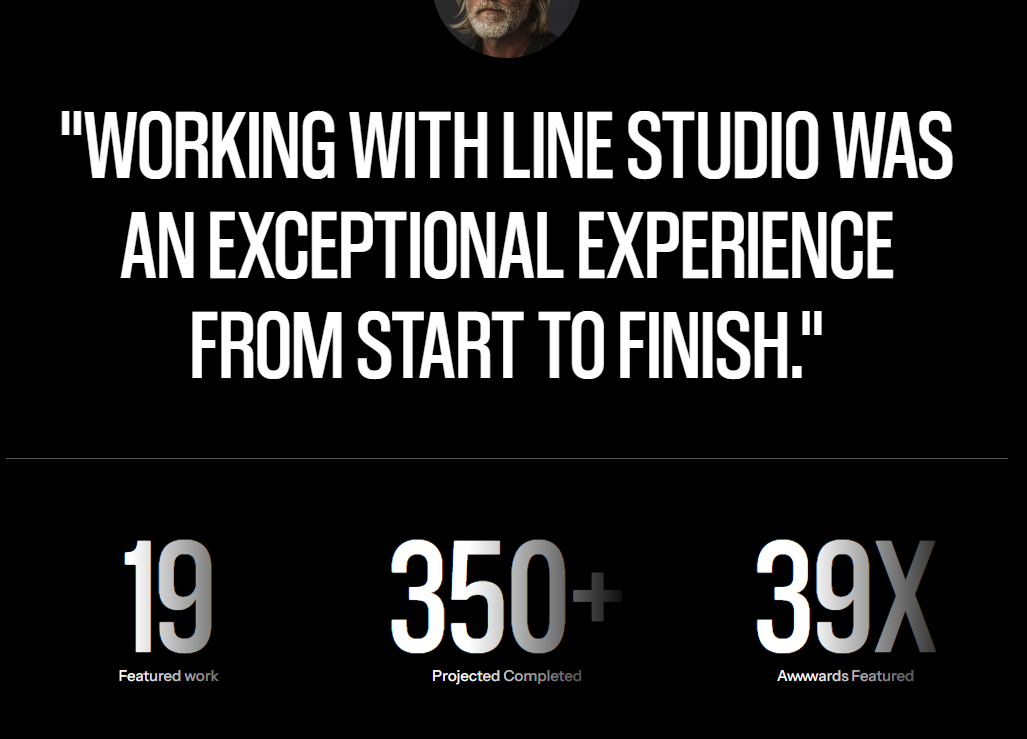 "WORKING WITH LINE STUDIO WAS
AN EXCEPTIONAL EXPERIENCE
FROM START TO FINISH."
19
350+
39X
Featured work
Projected Completed
Awwwards Featured